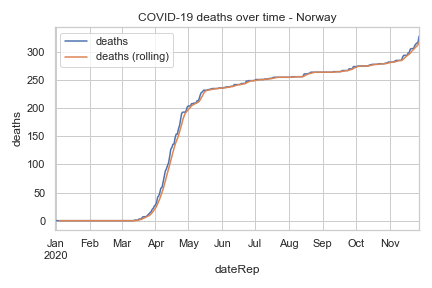 COVID-19 deaths over time - Norway
deaths
deaths (rolling)
deaths
300
250
200
150
100
50
0
Jan Feb Mar Apr May Jun Jul Aug Sep Oct Nov
2020
dateRep